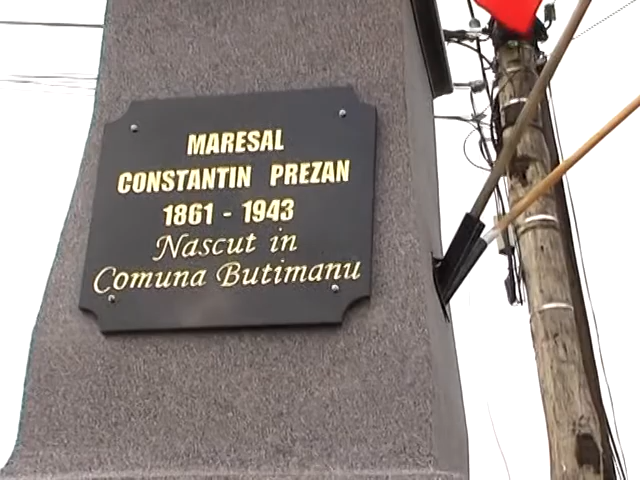 MARESAL
CONSTANTIN PREZAN
1861 - 1943
Nascut in
Comuna Butimanu